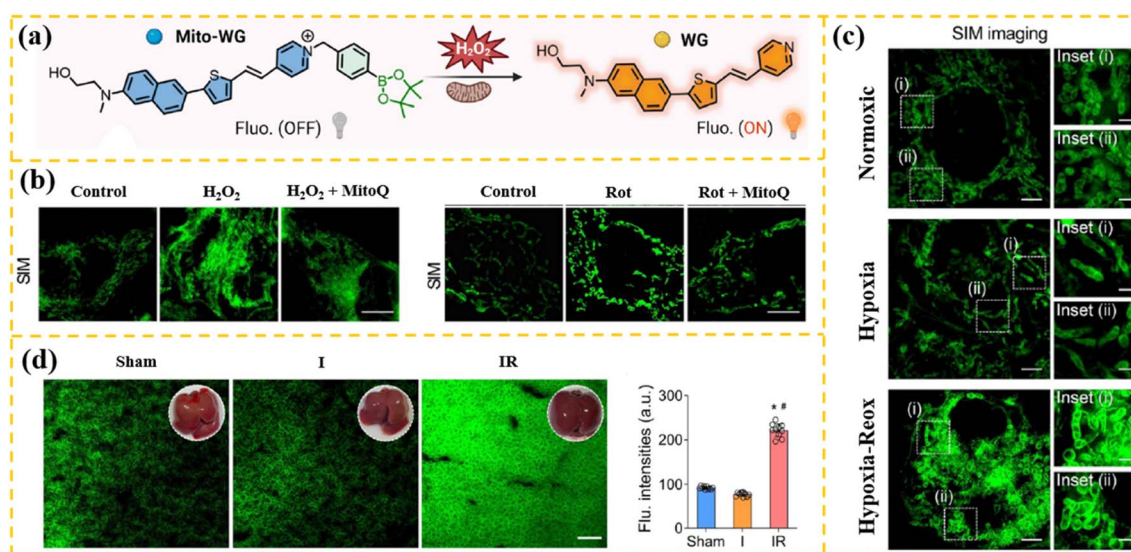 (a)
Mito-WG
H₂O₂
WG
HO
N
S
N
+
B
O
O
Fluo. (OFF)
HO
N
S
N
Fluo. (ON)
(b)
Control
H₂O₂
H₂O₂ + MitoQ
SIM
Control
Rot
Rot + MitoQ
SIM
(c)
SIM imaging
Normoxic
(i)
(ii)
Inset (i)
Inset (ii)
Hypoxia
(i)
(ii)
Inset (i)
Inset (ii)
Hypoxia-Reox
(i)
(ii)
Inset (i)
Inset (ii)
(d)
Sham
I
IR
Flu. intensities (a.u.)
300
200
100
0
* #
Sham
I
IR